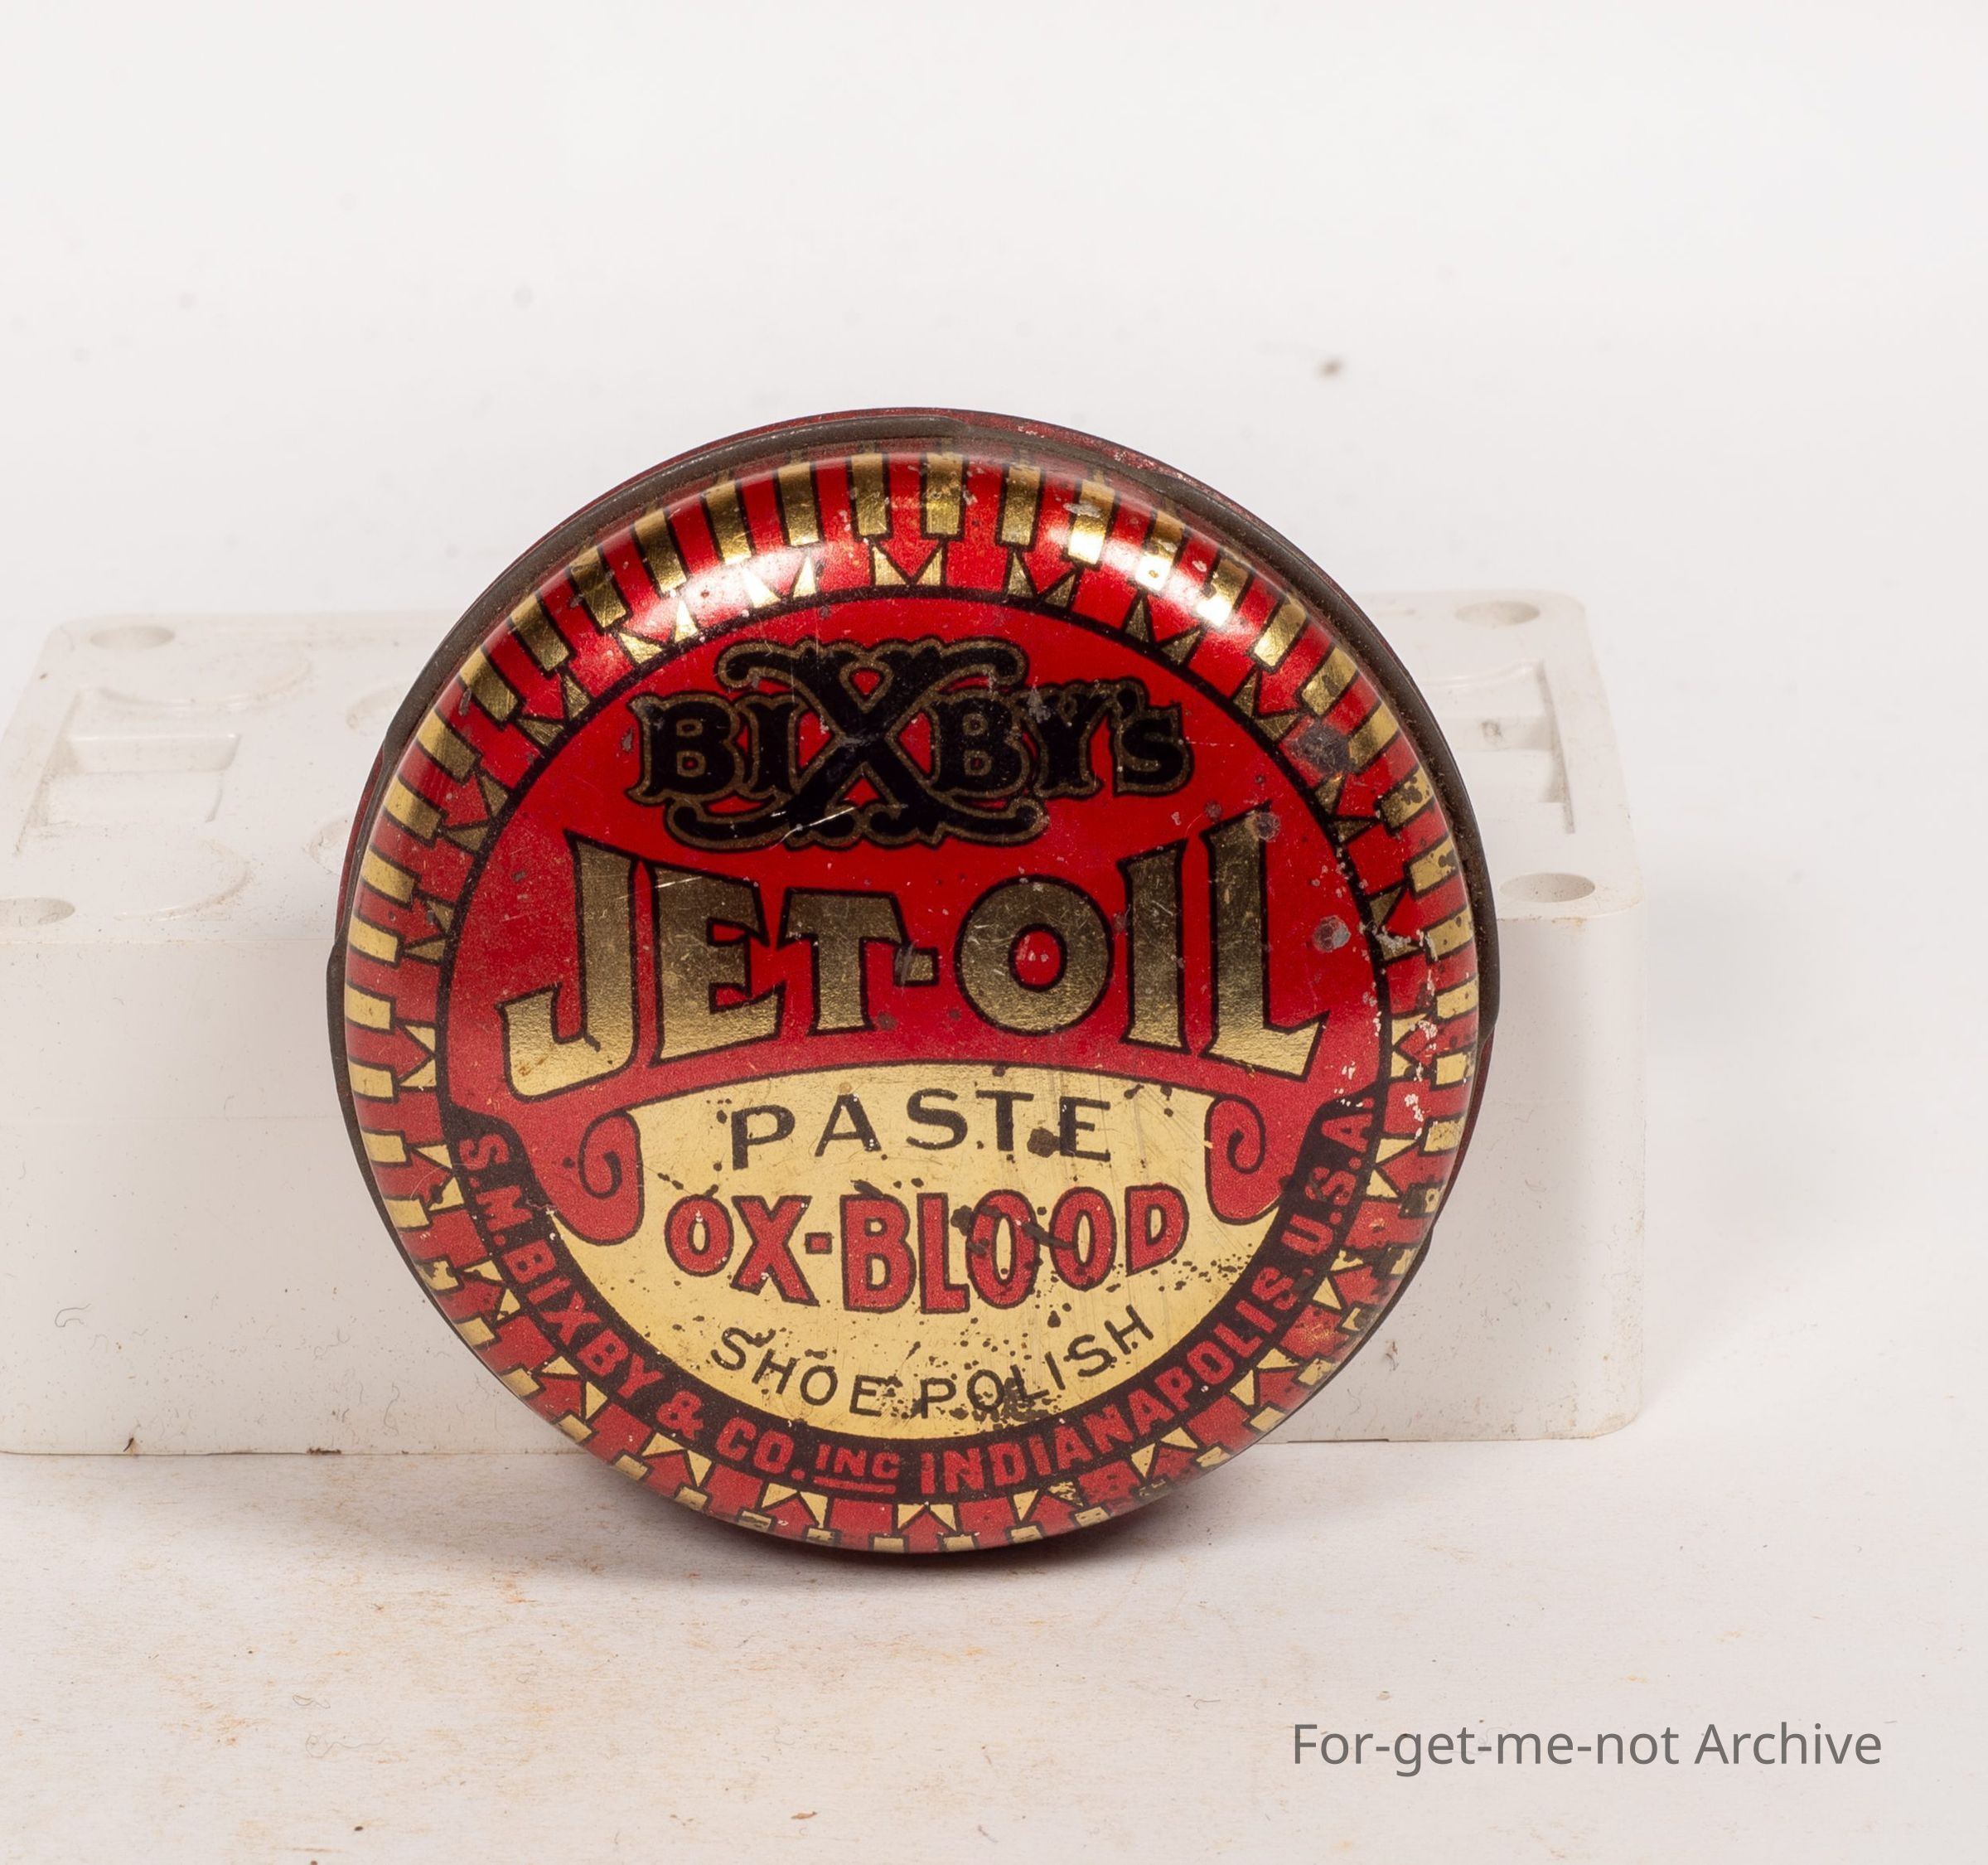 BIXBY'S
JET-OIL
PASTE
OX-BLOOD
SHOE POLISH
S.M. BIXBY & CO. INC INDIANAPOLIS, U.S.A.
For-get-me-not Archive